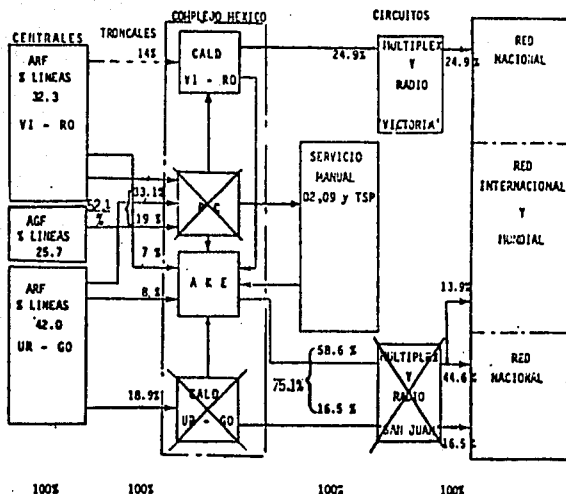 CENTRALES
TRONCALES
COMPLEJO MEXICO
CIRCUITOS
ARF
% LINEAS
32.3
VI - RO
14%
CALD
VI - RO
24.9%
MULTIPLEX
Y
RADIO
VICTORIA
24.9%
RED
NACIONAL
52.1
%
33.1%
19 %
SERVICIO
MANUAL
02,09 y TSP
RED
INTERNACIONAL
Y
MUNDIAL
AGF
% LINEAS
25.7
7 %
A K E
8 %
ARF
% LINEAS
42.0
UR - GO
13.9%
58.6 %
75.1%
16.5 %
MULTIPLEX
Y
RADIO
SAN JUAN
44.6%
16.5%
RED
NACIONAL
18.9%
CALD
UR - GO
100%
100%
100%
100%